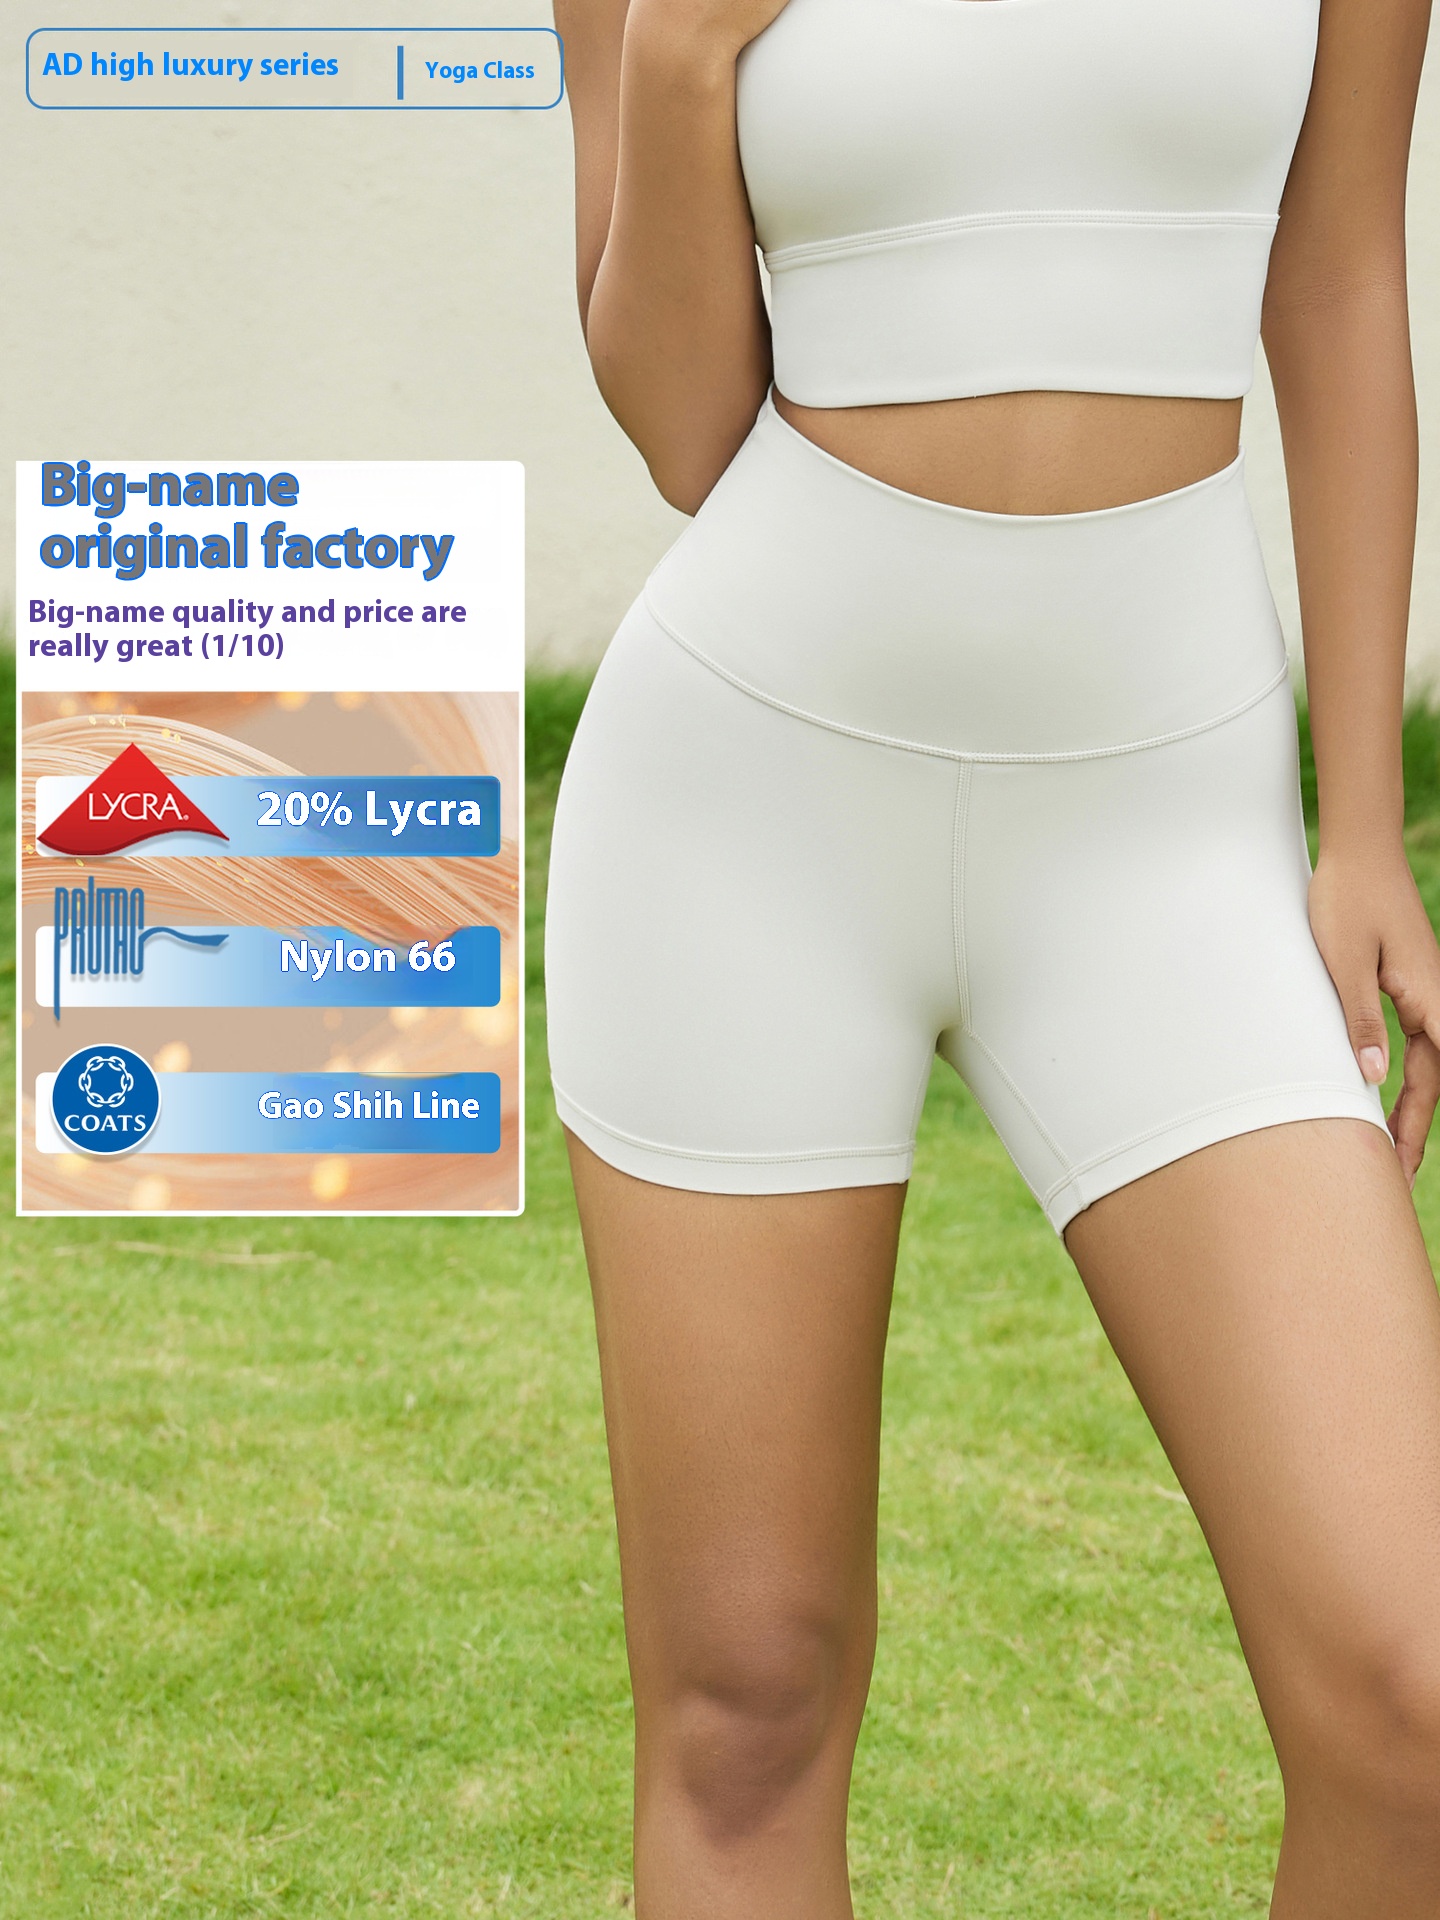 AD high luxury series
Yoga Class
Big-name
original factory
Big-name quality and price are
really great (1/10)
LYCRA.
20% Lycra
Nylon 66
COATS
Gao Shih Line